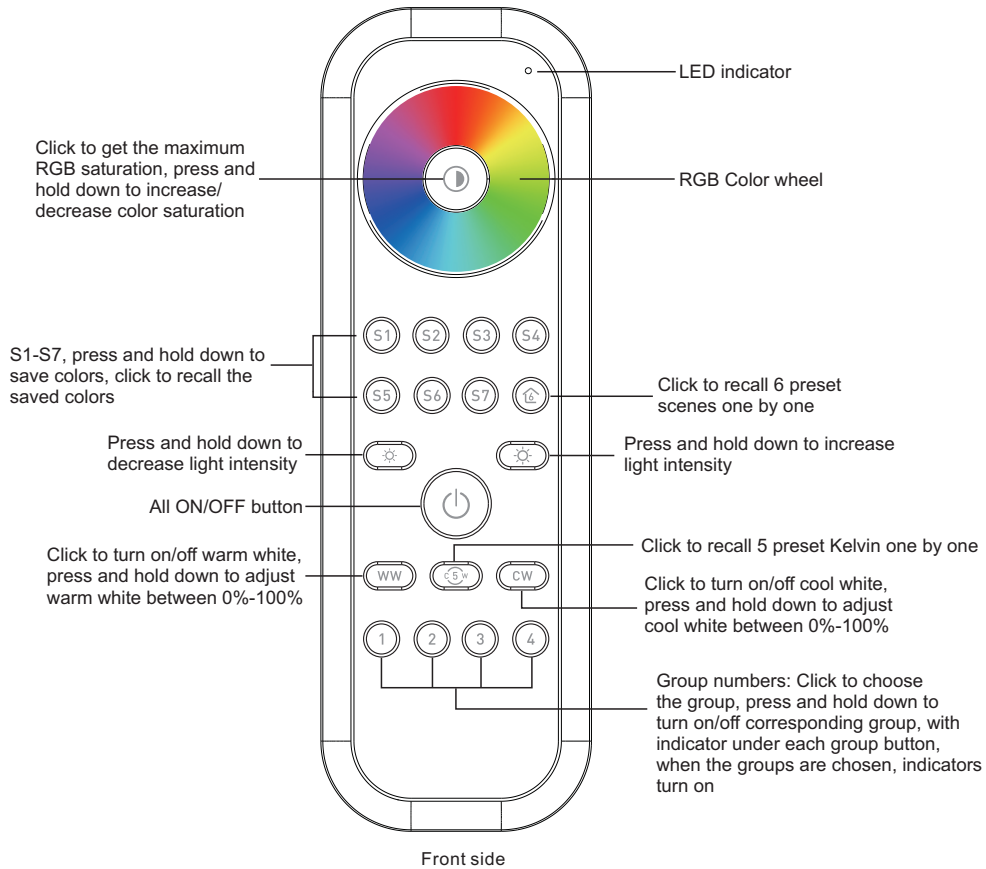 LED indicator
Click to get the maximum
RGB saturation, press and
hold down to increase/
decrease color saturation
RGB Color wheel
S1 S2 S3 S4
S1-S7, press and hold down to
save colors, click to recall the
saved colors
S5 S6 S7 6
Click to recall 6 preset
scenes one by one
Press and hold down to
decrease light intensity
Press and hold down to increase
light intensity
All ON/OFF button
Click to recall 5 preset Kelvin one by one
Click to turn on/off warm white,
press and hold down to adjust
warm white between 0%-100%
WW C5W CW
Click to turn on/off cool white,
press and hold down to adjust
cool white between 0%-100%
1 2 3 4
Group numbers: Click to choose
the group, press and hold down to
turn on/off corresponding group, with
indicator under each group button,
when the groups are chosen, indicators
turn on
Front side